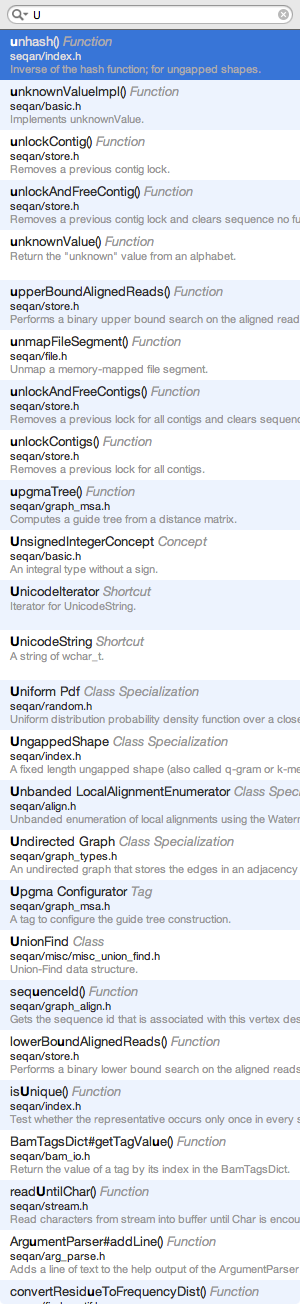 U
unhash() Function
seqan/index.h
Inverse of the hash function; for ungapped shapes.
unknownValueImpl() Function
seqan/basic.h
Implements unknownValue.
unlockContig() Function
seqan/store.h
Removes a previous contig lock.
unlockAndFreeContig() Function
seqan/store.h
Removes a previous contig lock and clears sequence no fu
unknownValue() Function
Return the "unknown" value from an alphabet.
upperBoundAlignedReads() Function
seqan/store.h
Performs a binary upper bound search on the aligned read
unmapFileSegment() Function
seqan/file.h
Unmap a memory-mapped file segment.
unlockAndFreeContigs() Function
seqan/store.h
Removes a previous lock for all contigs and clears sequenc
unlockContigs() Function
seqan/store.h
Removes a previous lock for all contigs.
upgmaTree() Function
seqan/graph_msa.h
Computes a guide tree from a distance matrix.
UnsignedIntegerConcept Concept
seqan/basic.h
An integral type without a sign.
UnicodeIterator Shortcut
Iterator for UnicodeString.
UnicodeString Shortcut
A string of wchar_t.
Uniform Pdf Class Specialization
seqan/random.h
Uniform distribution probability density function over a close
UngappedShape Class Specialization
seqan/index.h
A fixed length ungapped shape (also called q-gram or k-me
Unbanded LocalAlignmentEnumerator Class Speci
seqan/align.h
Unbanded enumeration of local alignments using the Watern
Undirected Graph Class Specialization
seqan/graph_types.h
An undirected graph that stores the edges in an adjacency
Upgma Configurator Tag
seqan/graph_msa.h
A tag to configure the guide tree construction.
UnionFind Class
seqan/misc/misc_union_find.h
Union-Find data structure.
sequenceId() Function
seqan/graph_align.h
Gets the sequence id that is associated with this vertex des
lowerBoundAlignedReads() Function
seqan/store.h
Performs a binary lower bound search on the aligned reads
isUnique() Function
seqan/index.h
Test whether the representative occurs only once in every s
BamTagsDict#getTagValue() Function
seqan/bam_io.h
Return the value of a tag by its index in the BamTagsDict.
readUntilChar() Function
seqan/stream.h
Read characters from stream into buffer until Char is encou
ArgumentParser#addLine() Function
seqan/arg_parse.h
Adds a line of text to the help output of the ArgumentParser
convertResidueToFrequencyDist() Function